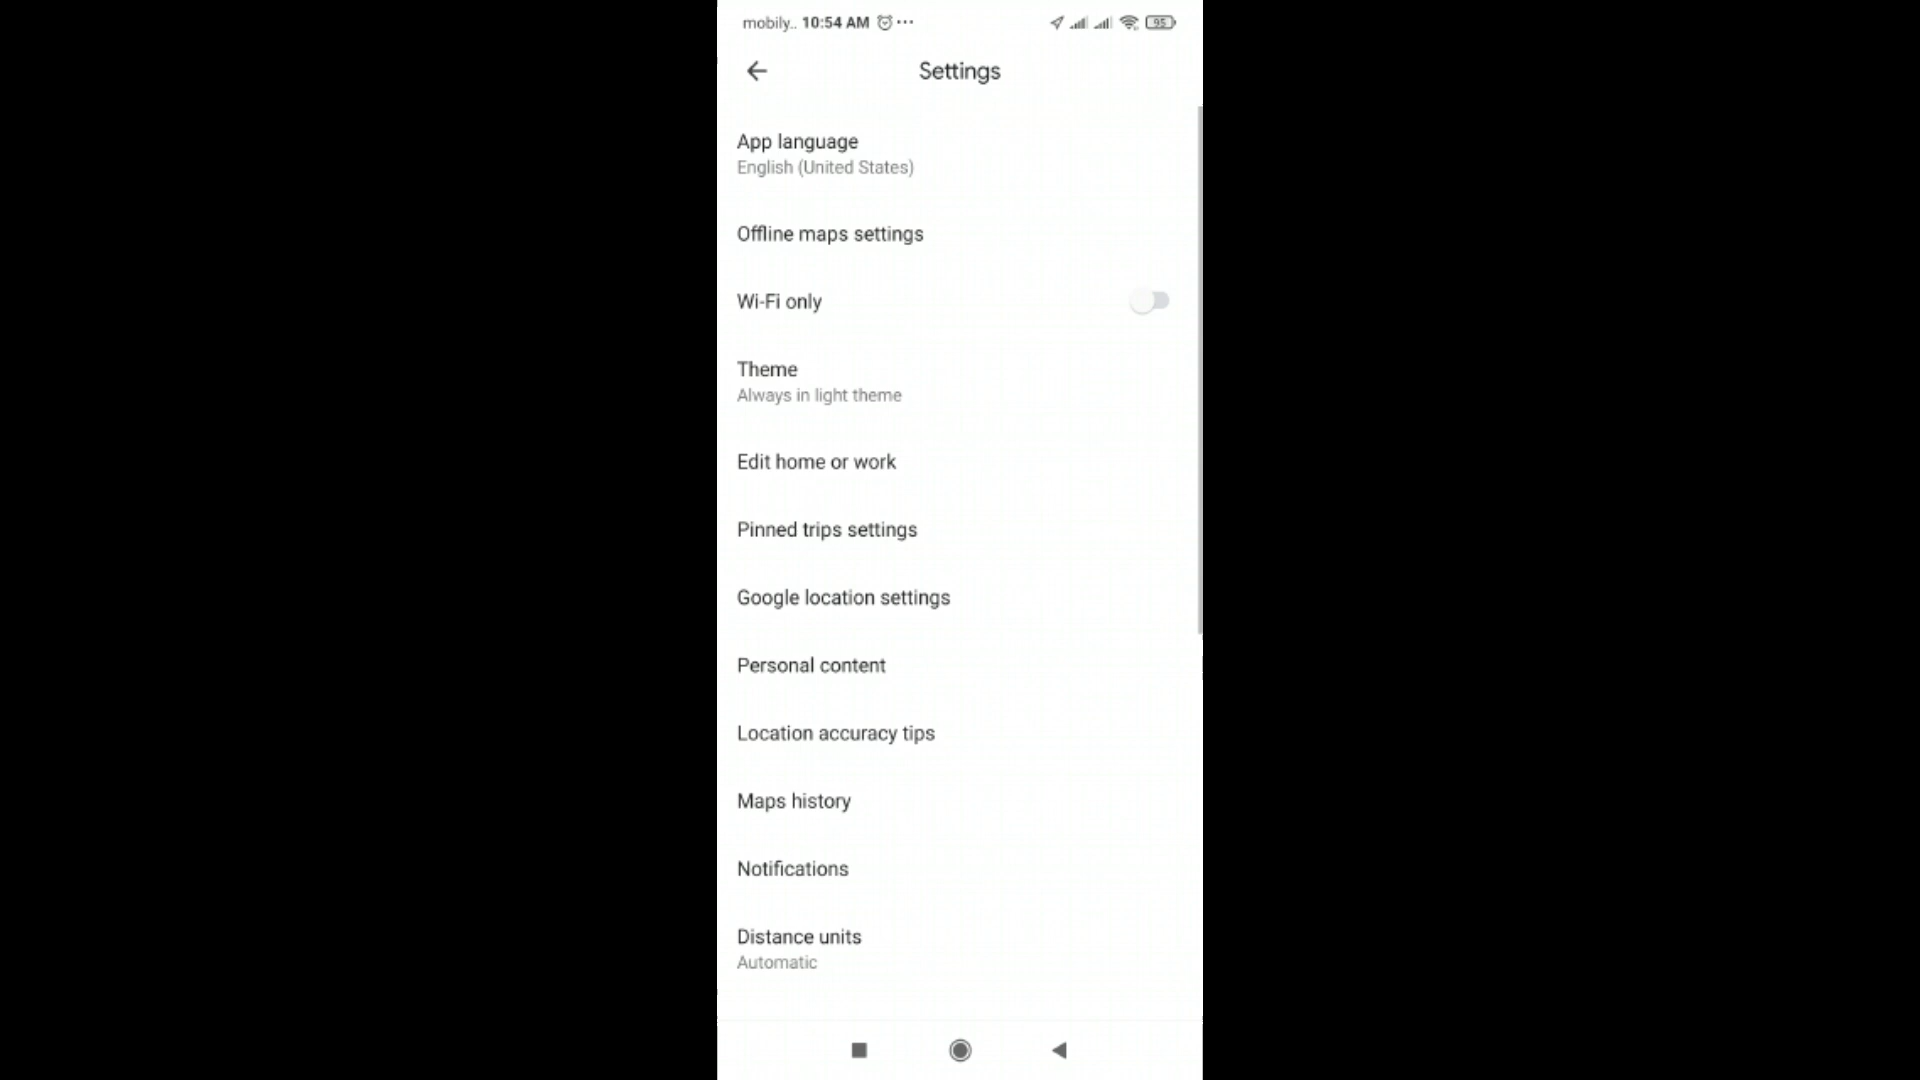 mobily.. 10:54 AM 95
Settings
App language
English (United States)
Offline maps settings
Wi-Fi only
Theme
Always in light theme
Edit home or work
Pinned trips settings
Google location settings
Personal content
Location accuracy tips
Maps history
Notifications
Distance units
Automatic